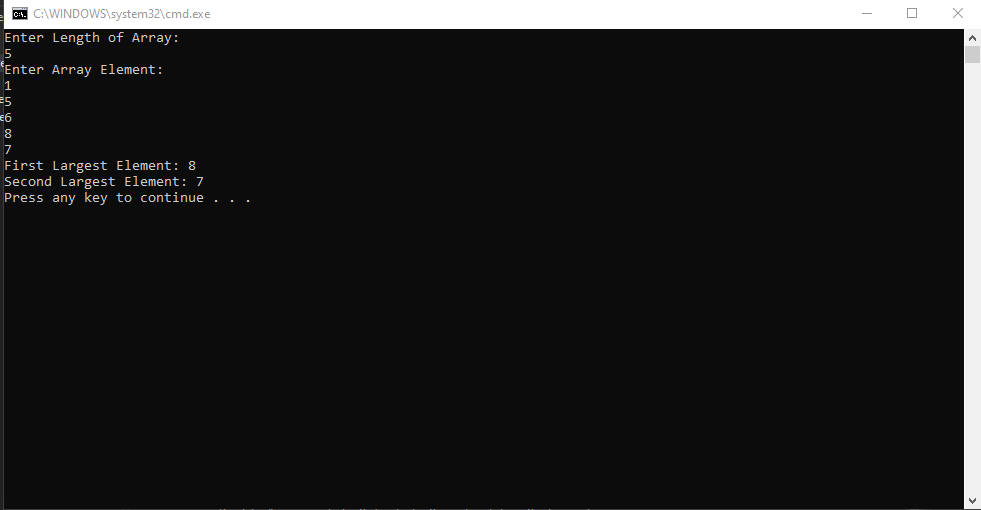 C:\WINDOWS\system32\cmd.exe
Enter Length of Array:
5
Enter Array Element:
1
5
6
8
7
First Largest Element: 8
Second Largest Element: 7
Press any key to continue . . .